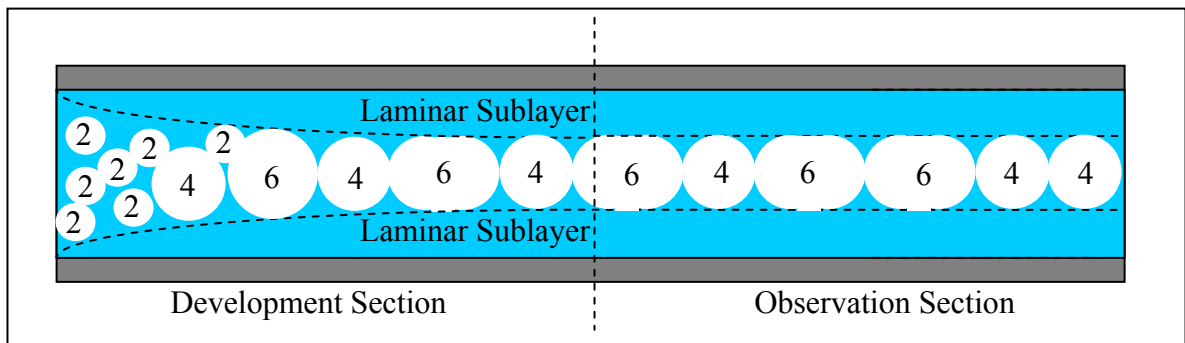 Laminar Sublayer
2 2 2 2 2 2 2 4 6 4 6 4 6 4 6 6 4 4
Laminar Sublayer
Development Section Observation Section